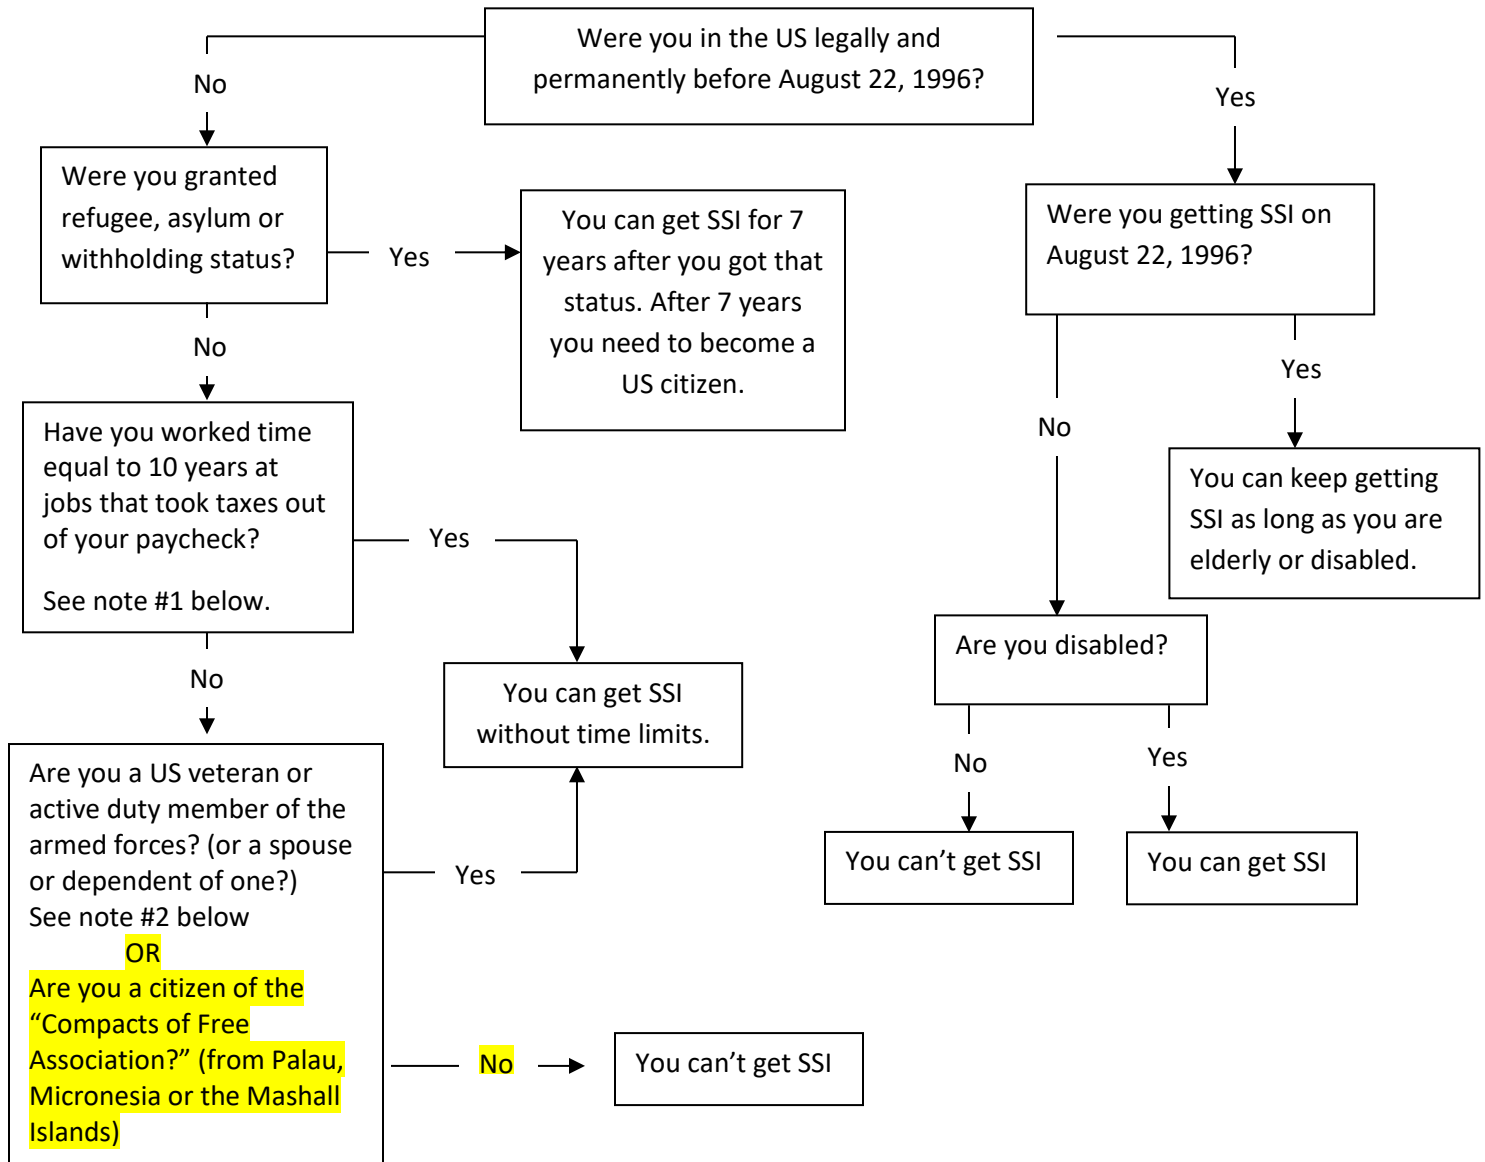 Were you in the US legally and
permanently before August 22, 1996?
No
Yes
Were you granted
refugee, asylum or
withholding status?
Yes
You can get SSI for 7
years after you got that
status. After 7 years
you need to become a
US citizen.
Were you getting SSI on
August 22, 1996?
No
Yes
No
Have you worked time
equal to 10 years at
jobs that took taxes out
of your paycheck?
See note #1 below.
Yes
You can keep getting
SSI as long as you are
elderly or disabled.
Are you disabled?
No
You can get SSI
without time limits.
No
Yes
Are you a US veteran or
active duty member of the
armed forces? (or a spouse
or dependent of one?)
See note #2 below
OR
Are you a citizen of the
“Compacts of Free
Association?” (from Palau,
Micronesia or the Mashall
Islands)
Yes
You can’t get SSI
You can get SSI
No
You can’t get SSI